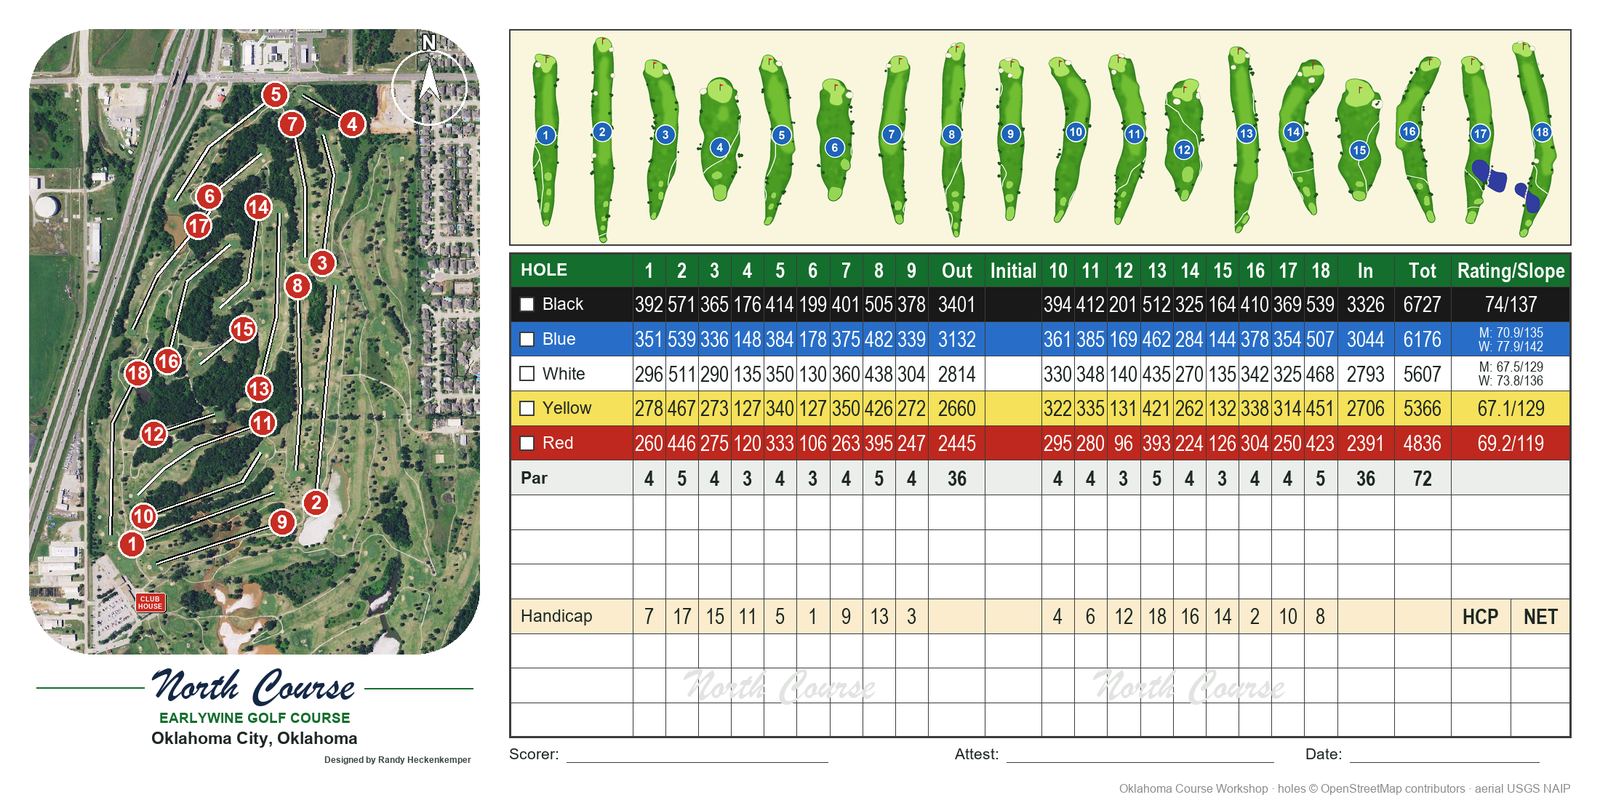 N
5
7
4
6
14
17
3
8
15
18
16
13
12
11
10
2
1
9
CLUB
HOUSE
North Course
EARLYWINE GOLF COURSE
Oklahoma City, Oklahoma
Designed by Randy Heckenkemper
1 2 3 4 5 6 7 8 9 10 11 12 13 14 15 16 17 18
HOLE 1 2 3 4 5 6 7 8 9 Out Initial 10 11 12 13 14 15 16 17 18 In Tot Rating/Slope
Black 392 571 365 176 414 199 401 505 378 3401 394 412 201 512 325 164 410 369 539 3326 6727 74/137
Blue 351 539 336 148 384 178 375 482 339 3132 361 385 169 462 284 144 378 354 507 3044 6176 M: 70.9/135
W: 77.9/142
White 296 511 290 135 350 130 360 438 304 2814 330 348 140 435 270 135 342 325 468 2793 5607 M: 67.5/129
W: 73.8/136
Yellow 278 467 273 127 340 127 350 426 272 2660 322 335 131 421 262 132 338 314 451 2706 5366 67.1/129
Red 260 446 275 120 333 106 263 395 247 2445 295 280 96 393 224 126 304 250 423 2391 4836 69.2/119
Par 4 5 4 3 4 3 4 5 4 36 4 4 3 5 4 3 4 4 5 36 72
Handicap 7 17 15 11 5 1 9 13 3 4 6 12 18 16 14 2 10 8 HCP NET
North Course North Course
Scorer: Attest: Date:
Oklahoma Course Workshop · holes © OpenStreetMap contributors · aerial USGS NAIP